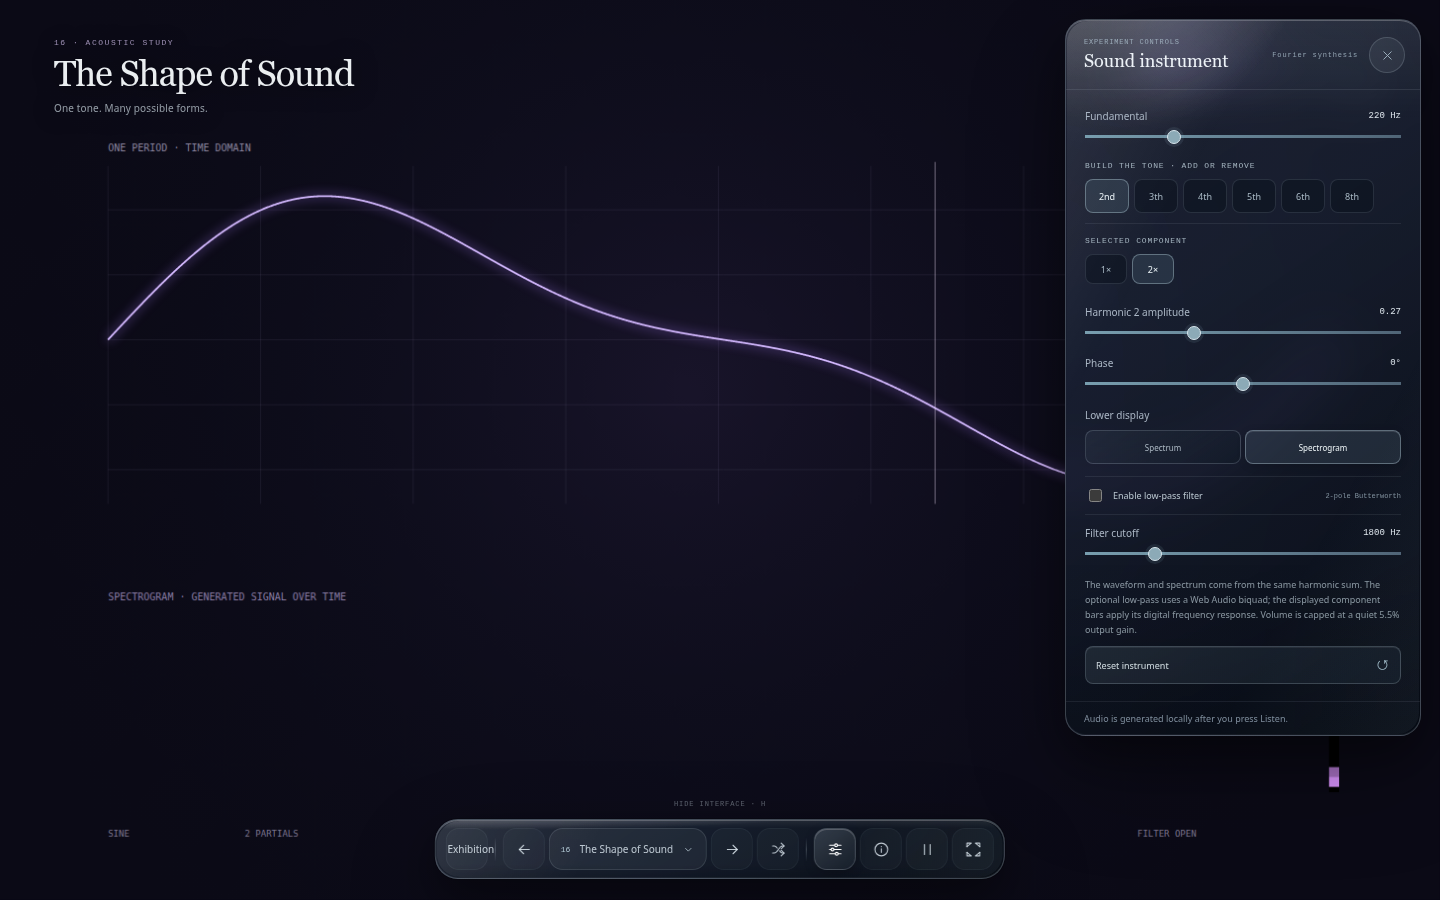 16 · ACOUSTIC STUDY
The Shape of Sound
One tone. Many possible forms.
ONE PERIOD · TIME DOMAIN
SPECTROGRAM · GENERATED SIGNAL OVER TIME
SINE
2 PARTIALS
FILTER OPEN
EXPERIMENT CONTROLS
Sound instrument
Fourier synthesis
Fundamental
220 Hz
BUILD THE TONE · ADD OR REMOVE
2nd 3th 4th 5th 6th 8th
SELECTED COMPONENT
1× 2×
Harmonic 2 amplitude
0.27
Phase
0°
Lower display
Spectrum Spectrogram
Enable low-pass filter
2-pole Butterworth
Filter cutoff
1800 Hz
The waveform and spectrum come from the same harmonic sum. The
optional low-pass uses a Web Audio biquad; the displayed component
bars apply its digital frequency response. Volume is capped at a quiet 5.5%
output gain.
Reset instrument
Audio is generated locally after you press Listen.
HIDE INTERFACE · H
Exhibition
16 The Shape of Sound